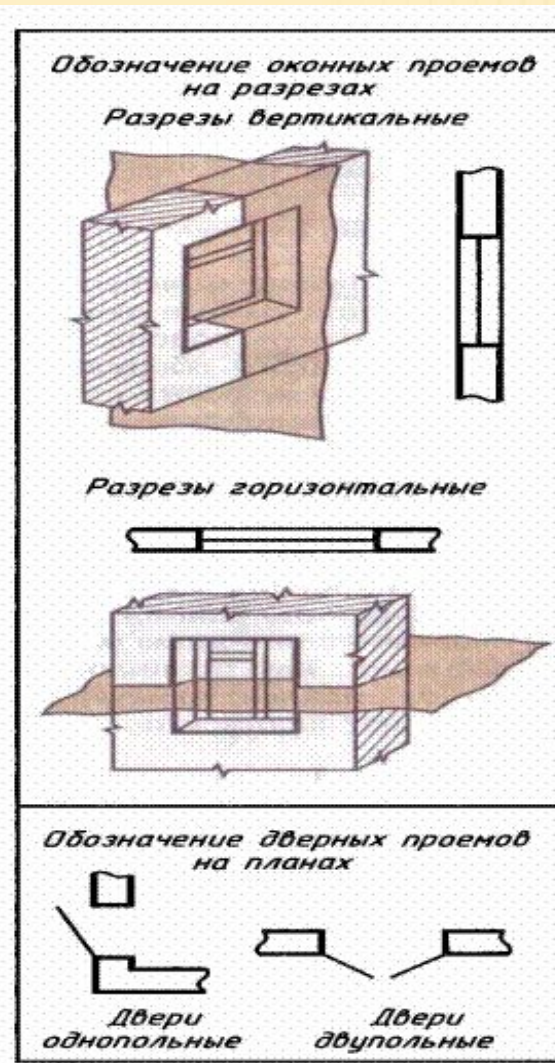 Обозначение оконных проемов
на разрезах
Разрезы вертикальные
Разрезы горизонтальные
Обозначение дверных проемов
на планах
Двери
однопольные
Двери
двупольные